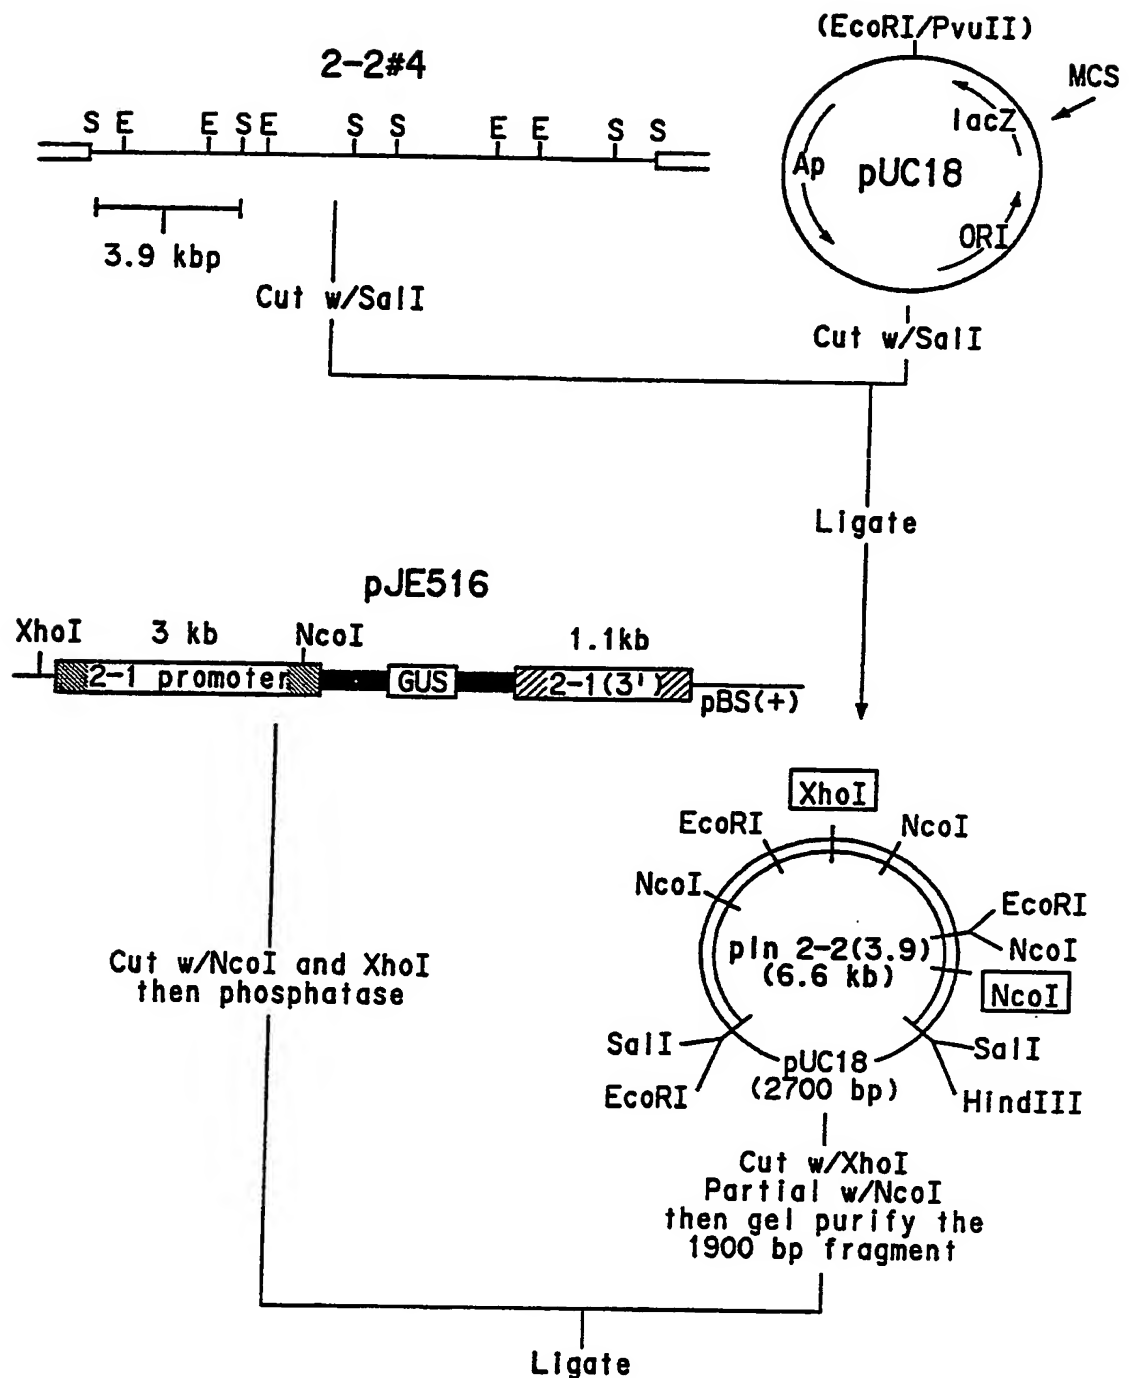 (EcoRI/PvuII)
2-2#4
MCS
S E E S E S S E E S S
lacZ
Ap
pUC18
ORI
3.9 kbp
Cut w/SalI
Cut w/SalI
Ligate
pJE516
XhoI 3 kb NcoI 1.1kb
2-1 promoter GUS 2-1(3')
pBS(+)
XhoI
EcoRI NcoI
NcoI
EcoRI
pIn 2-2(3.9) NcoI
(6.6 kb)
NcoI
Cut w/NcoI and XhoI
then phosphatase
SalI SalI
pUC18
(2700 bp)
EcoRI HindIII
Cut w/XhoI
Partial w/NcoI
then gel purify the
1900 bp fragment
Ligate